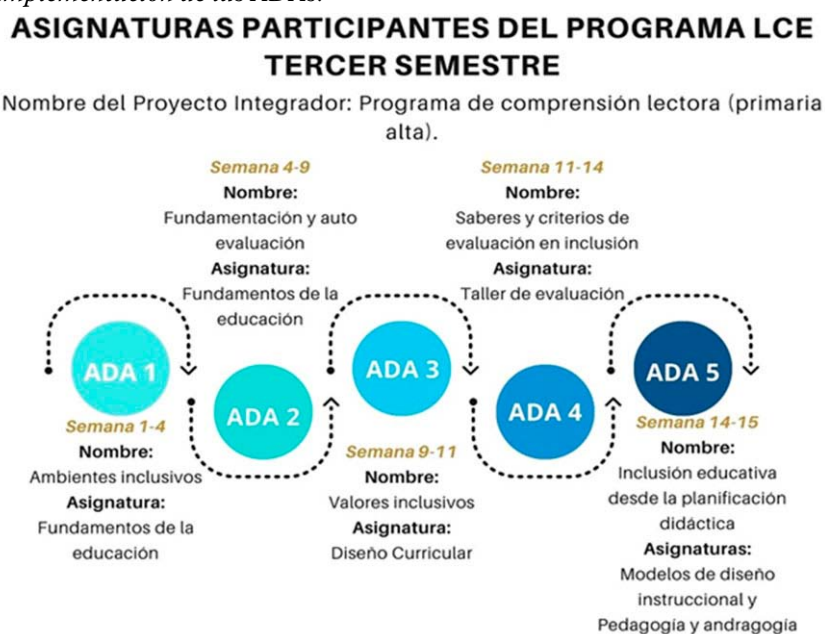 implementación de las ADAs.
ASIGNATURAS PARTICIPANTES DEL PROGRAMA LCE
TERCER SEMESTRE
Nombre del Proyecto Integrador: Programa de comprensión lectora (primaria
alta).
Semana 4-9
Nombre:
Fundamentación y auto
evaluación
Asignatura:
Fundamentos de la
educación
Semana 11-14
Nombre:
Saberes y criterios de
evaluación en inclusión
Asignatura:
Taller de evaluación
ADA 1
ADA 2
ADA 3
ADA 4
ADA 5
Semana 1-4
Nombre:
Ambientes inclusivos
Asignatura:
Fundamentos de la
educación
Semana 9-11
Nombre:
Valores inclusivos
Asignatura:
Diseño Curricular
Semana 14-15
Nombre:
Inclusión educativa
desde la planificación
didáctica
Asignaturas:
Modelos de diseño
instruccional y
Pedagogía y andragogía